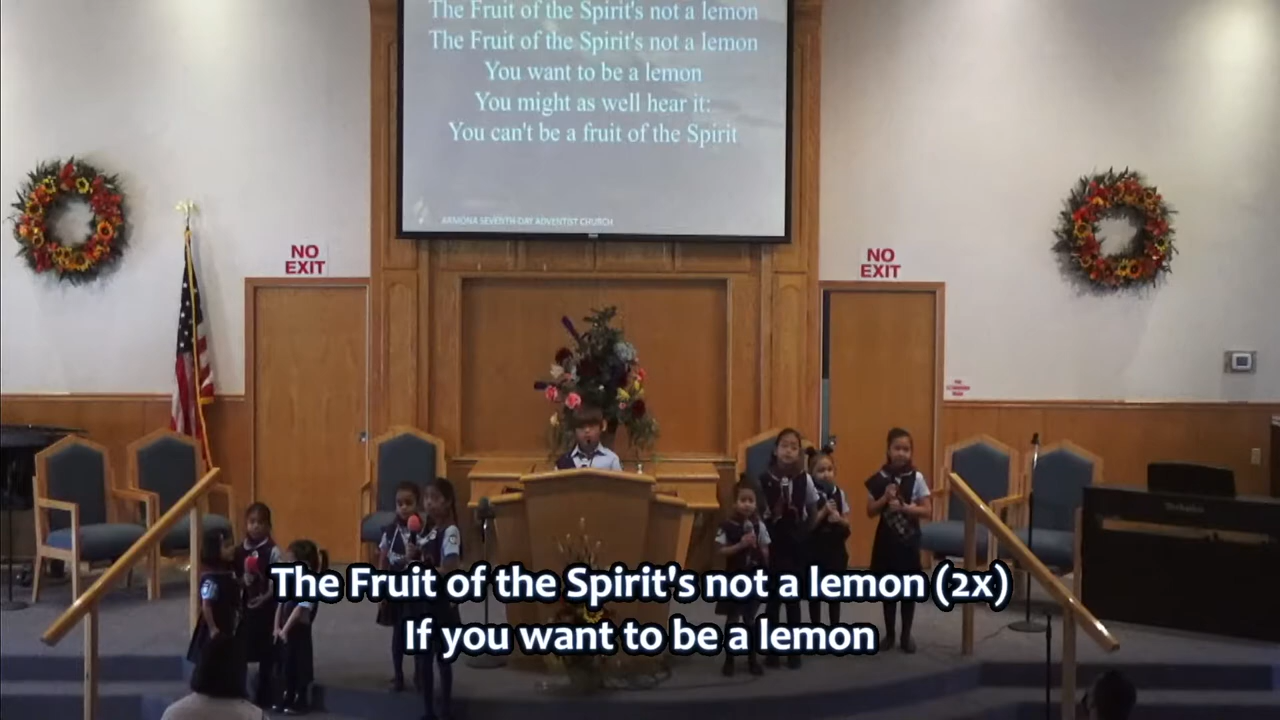 The Fruit of the Spirit's not a lemon
The Fruit of the Spirit's not a lemon
You want to be a lemon
You might as well hear it:
You can't be a fruit of the Spirit
ARMONA SEVENTH-DAY ADVENTIST CHURCH
NO
EXIT
NO
EXIT
The Fruit of the Spirit's not a lemon (2x)
If you want to be a lemon